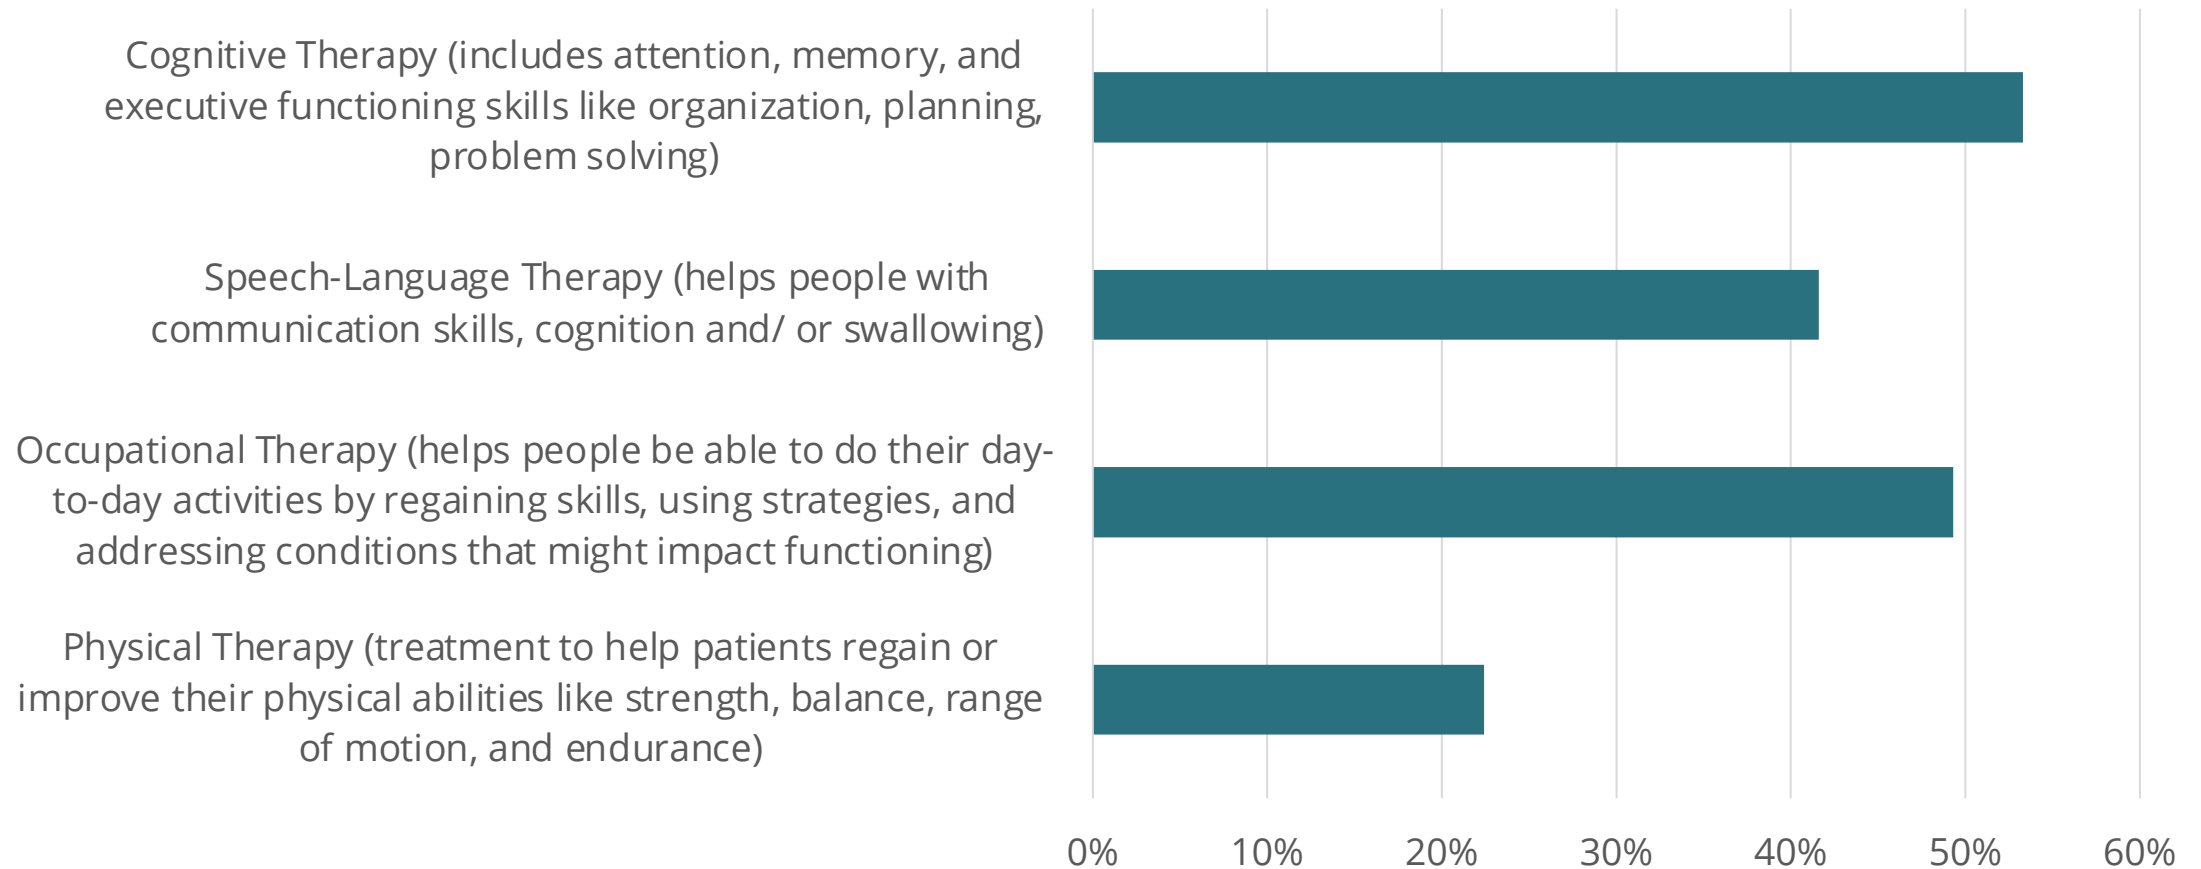 Cognitive Therapy (includes attention, memory, and
executive functioning skills like organization, planning,
problem solving)
Speech-Language Therapy (helps people with
communication skills, cognition and/ or swallowing)
Occupational Therapy (helps people be able to do their day-
to-day activities by regaining skills, using strategies, and
addressing conditions that might impact functioning)
Physical Therapy (treatment to help patients regain or
improve their physical abilities like strength, balance, range
of motion, and endurance)
0% 10% 20% 30% 40% 50% 60%